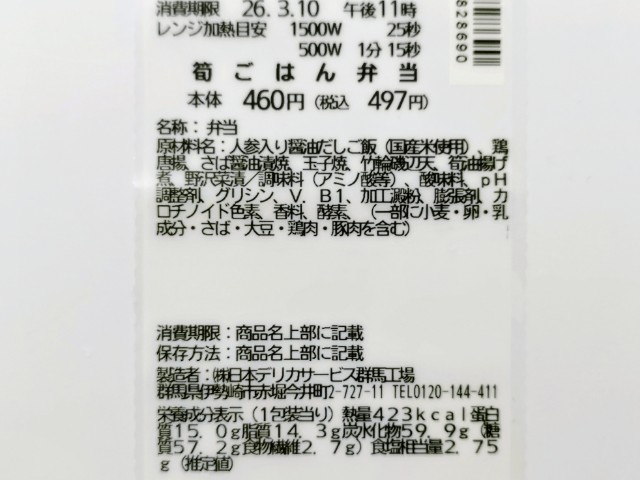 消費期限 26.3.10 午後11時
レンジ加熱目安 1500W 25秒
500W 1分15秒
筍ごはん弁当
本体 460円(税込 497円)
名称:弁当
原材料名:人参入り醤油だしご飯(国産米使用)、鶏
唐揚、さば醤油漬焼、玉子焼、竹輪磯辺天、筍油揚げ
煮、野沢菜漬/調味料(アミノ酸等)、酸味料、pH
調整剤、グリシン、V.B1、加工澱粉、膨張剤、カ
ロチノイド色素、香料、酵素、(一部に小麦・卵・乳
成分・さば・大豆・鶏肉・豚肉を含む)
消費期限:商品名上部に記載
保存方法:商品名上部に記載
製造者:㈱日本デリカサービス群馬工場
群馬県伊勢崎市赤堀今井町2-727-11 TEL0120-144-411
栄養成分表示(1包装当り)熱量423kcal蛋白
質15.0g脂質14.3g炭水化物59.9g(糖
質57.2g食物繊維2.7g)食塩相当量2.75
g(推定値)
828690